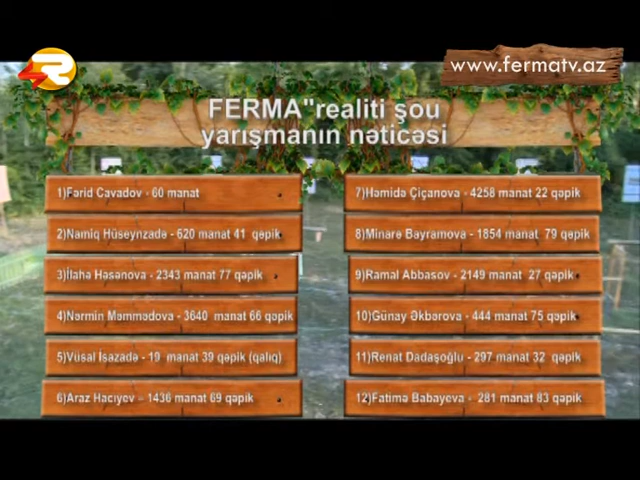 www.fermatv.az
FERMA"realiti şou
yarışmanın nəticəsi
1)Fərid Cavadov - 60 manat
2)Namiq Hüseynzadə - 620 manat 41 qəpik
3)İlahə Həsənova - 2343 manat 77 qəpik
4)Nərmin Məmmədova - 3640 manat 66 qəpik
5)Vüsal İsazadə - 19 manat 39 qəpik (qalıq)
6)Araz Hacıyev – 1436 manat 69 qəpik
7)Həmidə Çiçanova - 4258 manat 22 qəpik
8)Minarə Bayramova - 1854 manat 79 qəpik
9)Ramal Abbasov - 2149 manat 27 qəpik
10)Günay Əkbərova - 444 manat 75 qəpik
11)Renat Dadaşoğlu - 297 manat 32 qəpik
12)Fatimə Babayeva - 281 manat 83 qəpik